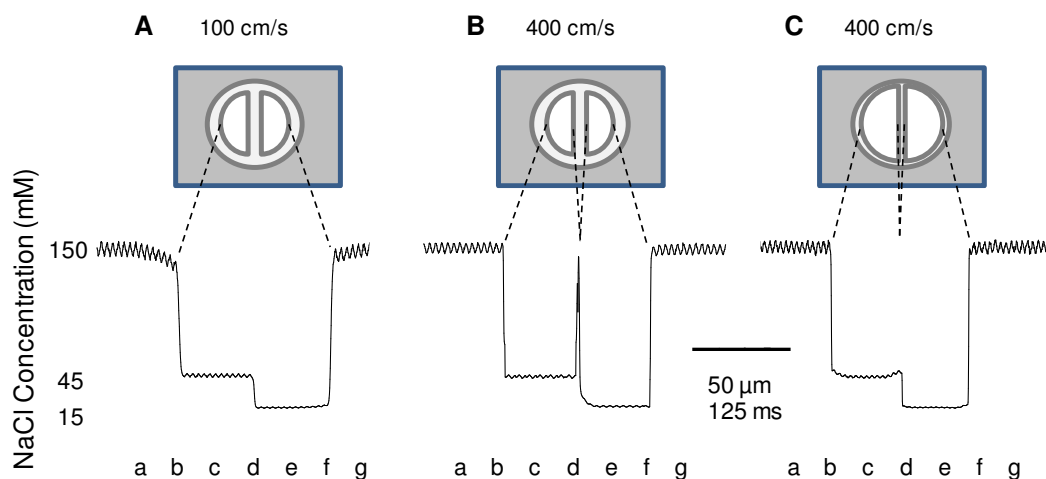 A 100 cm/s B 400 cm/s C 400 cm/s
NaCl Concentration (mM)
150
45
15
50 µm
125 ms
a b c d e f g a b c d e f g a b c d e f g